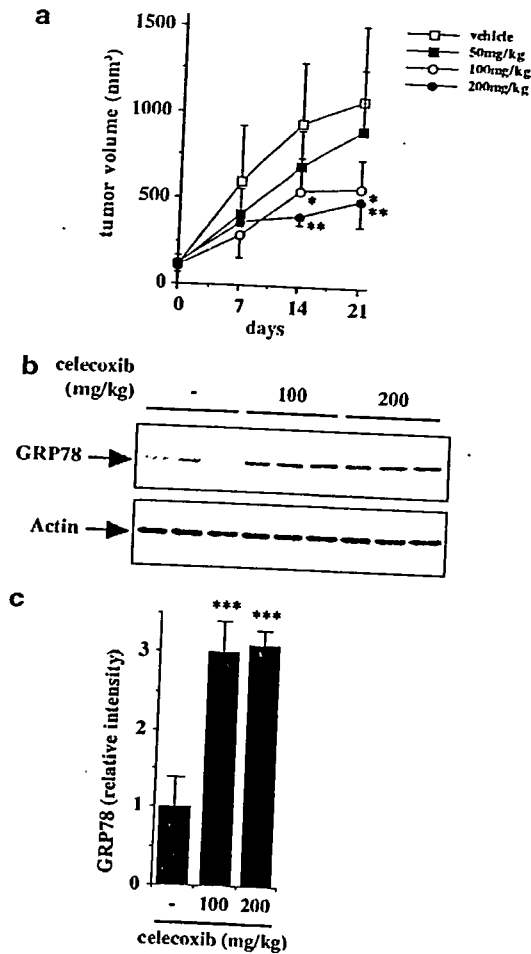 a
1500
1000
500
0
tumor volume (mm³)
0 7 14 21
days
vehicle
50mg/kg
100mg/kg
200mg/kg
*
**
*
**
b
celecoxib
(mg/kg)
- 100 200
GRP78
Actin
c
*** ***
3
2
1
0
GRP78 (relative intensity)
- 100 200
celecoxib (mg/kg)